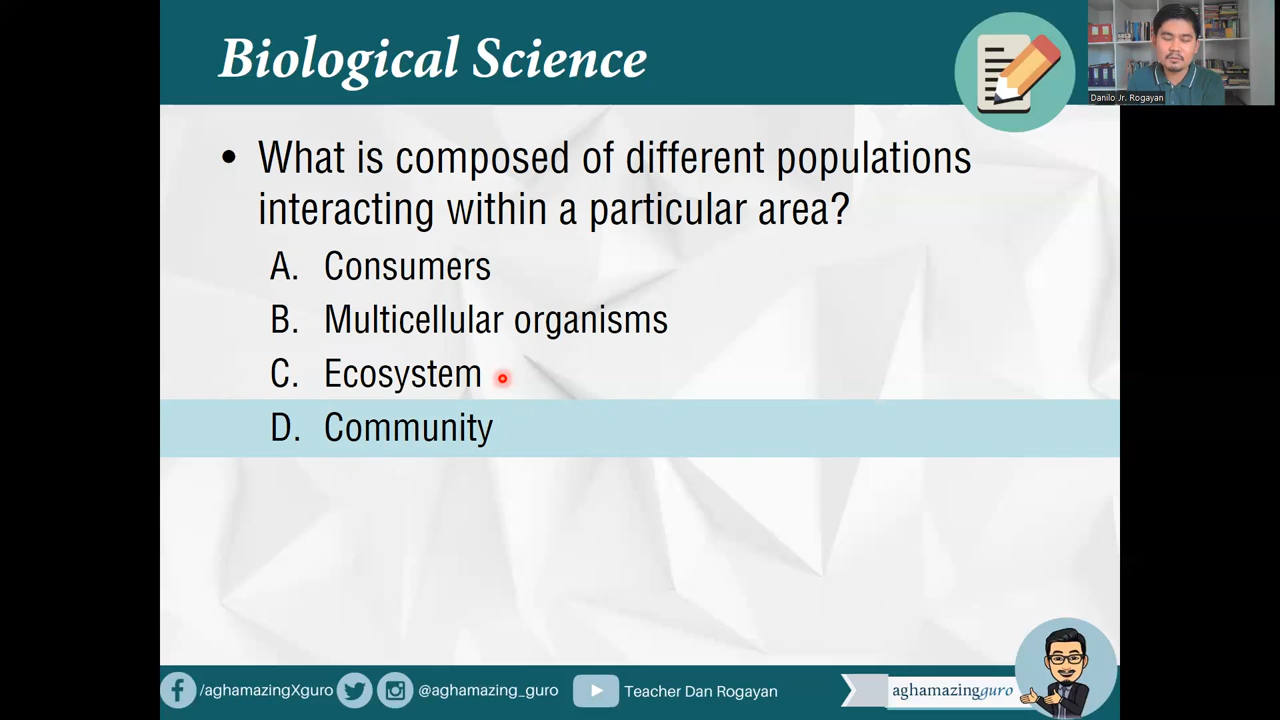 Biological Science
Danilo Jr. Rogayan
• What is composed of different populations
interacting within a particular area?
A. Consumers
B. Multicellular organisms
C. Ecosystem
D. Community
/aghamazingXguro
@aghamazing_guro
Teacher Dan Rogayan
aghamazingguro